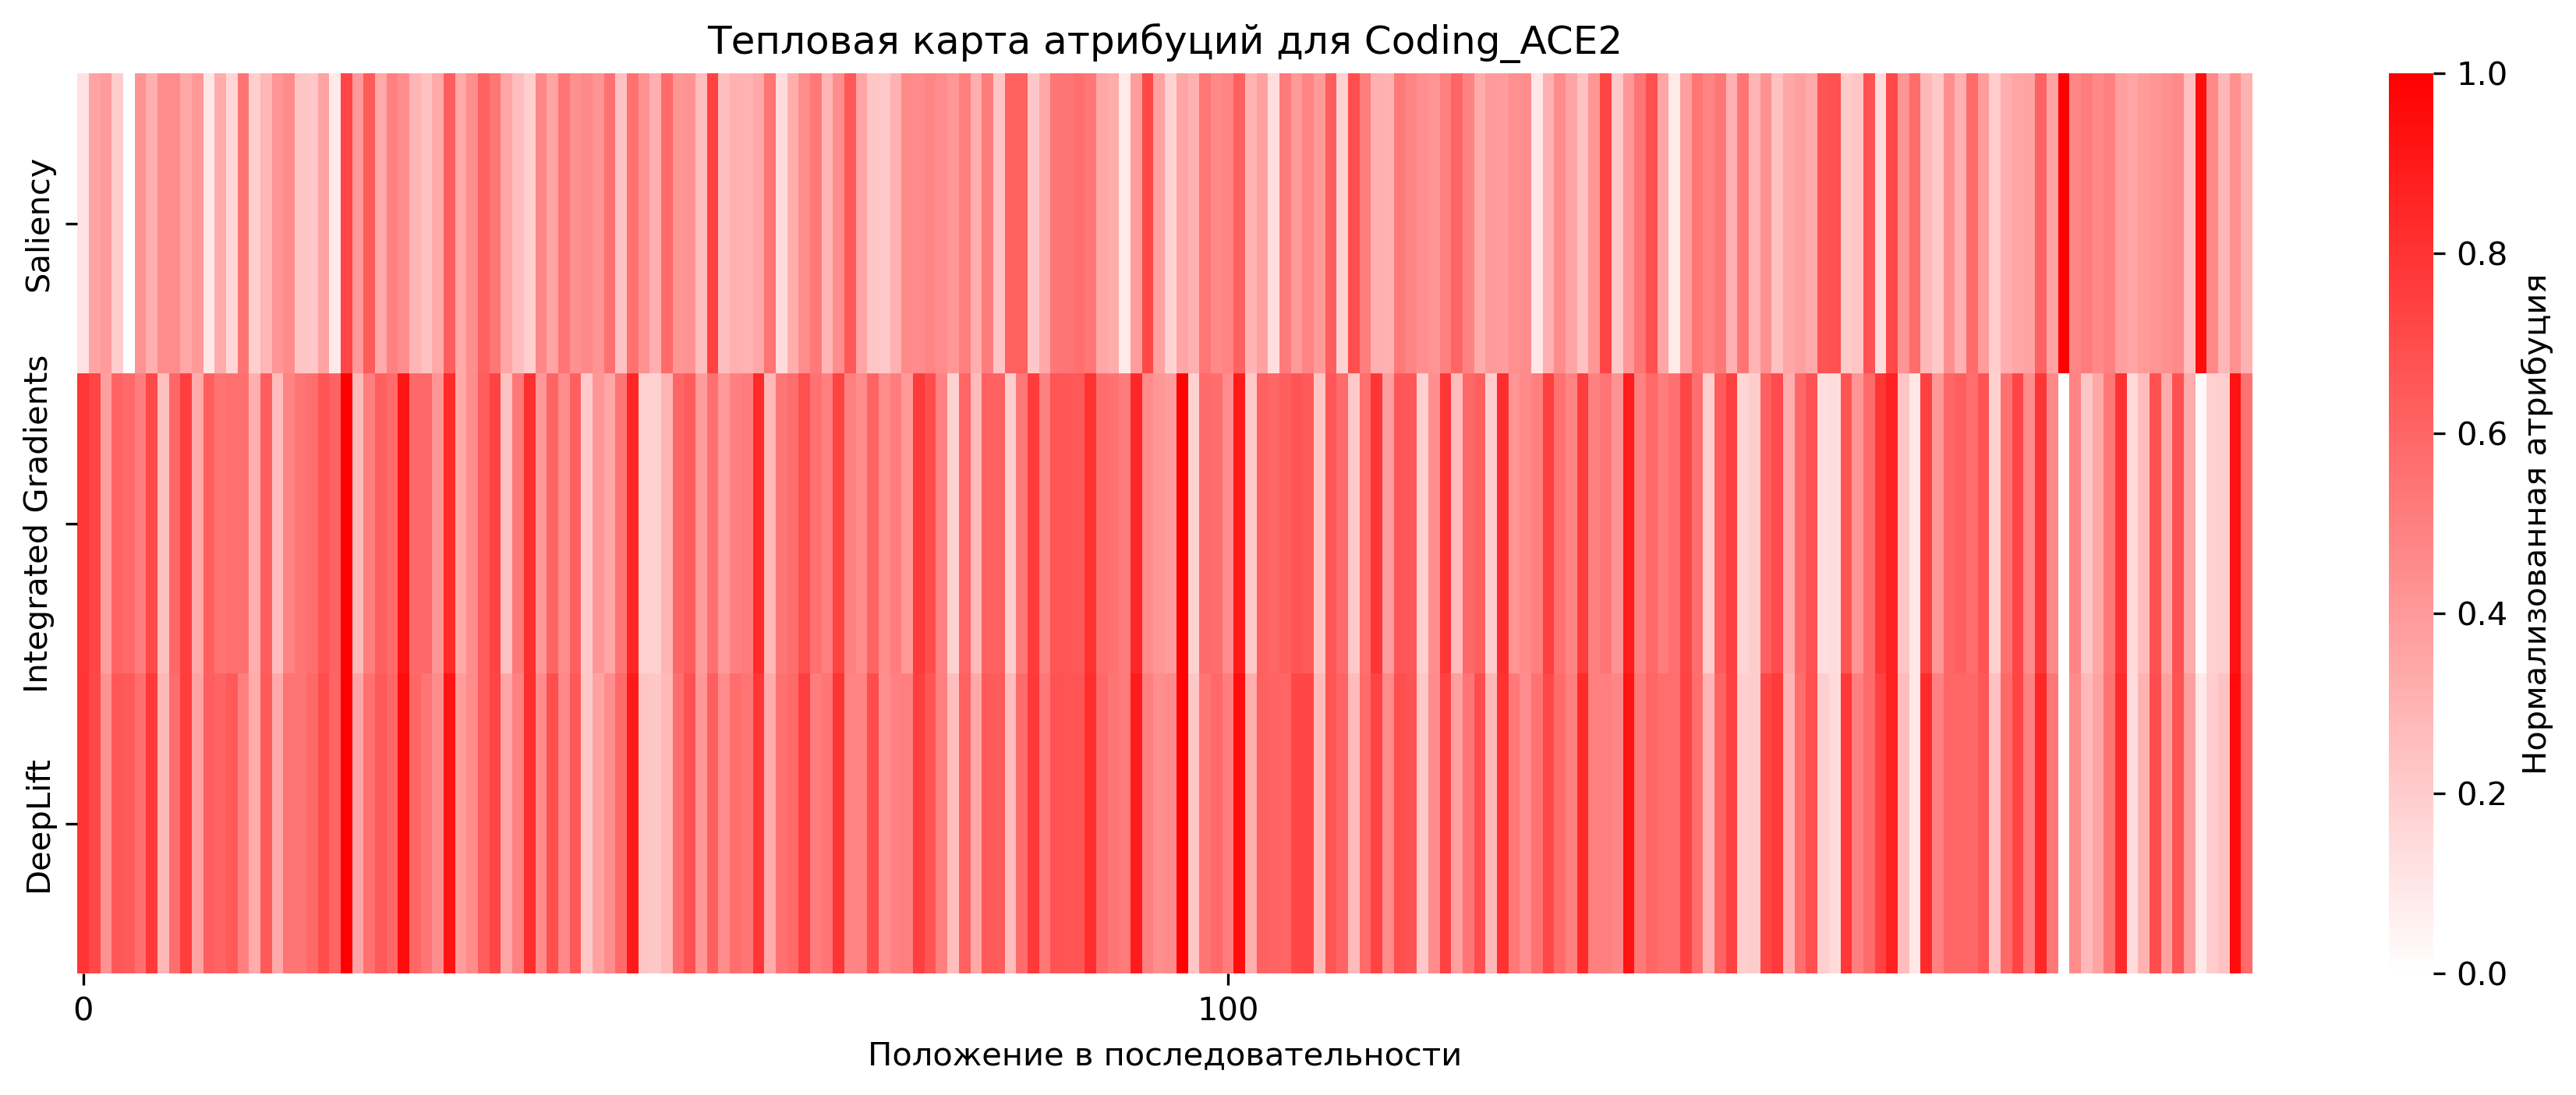 Тепловая карта атрибуций для Coding_ACE2
Saliency
Integrated Gradients
DeepLift
0
100
Положение в последовательности
1.0
0.8
0.6
0.4
0.2
0.0
Нормализованная атрибуция